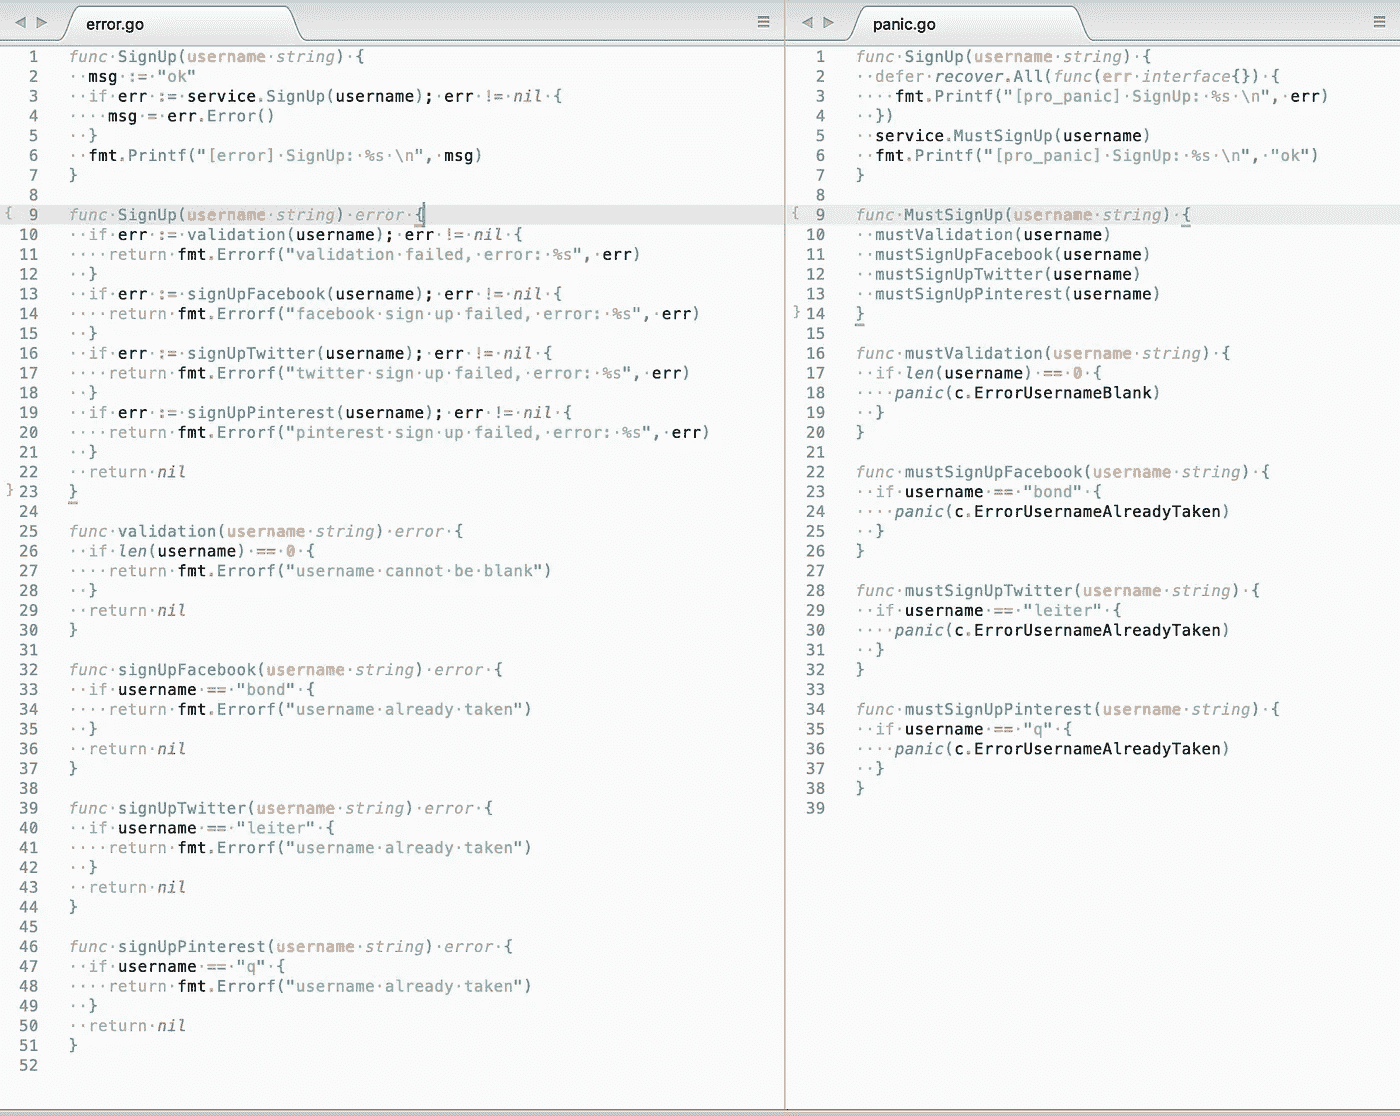 error.go
1 func SignUp(username string) {
2 msg := "ok"
3 if err := service.SignUp(username); err != nil {
4 msg = err.Error()
5 }
6 fmt.Printf("[error] SignUp: %s \n", msg)
7 }
8
9 func SignUp(username string) error {
10 if err := validation(username); err != nil {
11 return fmt.Errorf("validation failed, error: %s", err)
12 }
13 if err := signUpFacebook(username); err != nil {
14 return fmt.Errorf("facebook sign up failed, error: %s", err)
15 }
16 if err := signUpTwitter(username); err != nil {
17 return fmt.Errorf("twitter sign up failed, error: %s", err)
18 }
19 if err := signUpPinterest(username); err != nil {
20 return fmt.Errorf("pinterest sign up failed, error: %s", err)
21 }
22 return nil
23 }
24
25 func validation(username string) error {
26 if len(username) == 0 {
27 return fmt.Errorf("username cannot be blank")
28 }
29 return nil
30 }
31
32 func signUpFacebook(username string) error {
33 if username == "bond" {
34 return fmt.Errorf("username already taken")
35 }
36 return nil
37 }
38
39 func signUpTwitter(username string) error {
40 if username == "leiter" {
41 return fmt.Errorf("username already taken")
42 }
43 return nil
44 }
45
46 func signUpPinterest(username string) error {
47 if username == "q" {
48 return fmt.Errorf("username already taken")
49 }
50 return nil
51 }
52
panic.go
1 func SignUp(username string) {
2 defer recover.All(func(err interface{}) {
3 fmt.Printf("[pro_panic] SignUp: %s \n", err)
4 })
5 service.MustSignUp(username)
6 fmt.Printf("[pro_panic] SignUp: %s \n", "ok")
7 }
8
9 func MustSignUp(username string) {
10 mustValidation(username)
11 mustSignUpFacebook(username)
12 mustSignUpTwitter(username)
13 mustSignUpPinterest(username)
14 }
15
16 func mustValidation(username string) {
17 if len(username) == 0 {
18 panic(c.ErrorUsernameBlank)
19 }
20 }
21
22 func mustSignUpFacebook(username string) {
23 if username == "bond" {
24 panic(c.ErrorUsernameAlreadyTaken)
25 }
26 }
27
28 func mustSignUpTwitter(username string) {
29 if username == "leiter" {
30 panic(c.ErrorUsernameAlreadyTaken)
31 }
32 }
33
34 func mustSignUpPinterest(username string) {
35 if username == "q" {
36 panic(c.ErrorUsernameAlreadyTaken)
37 }
38 }
39